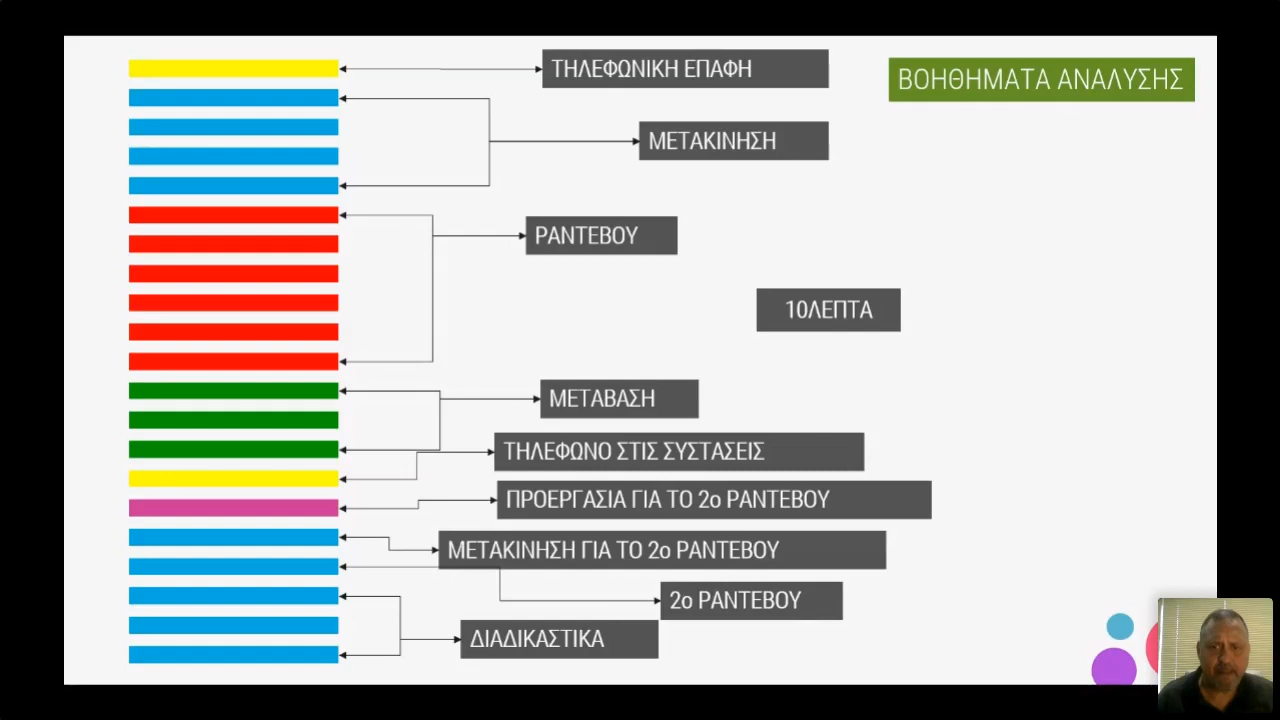 ΤΗΛΕΦΩΝΙΚΗ ΕΠΑΦΗ
ΒΟΗΘΗΜΑΤΑ ΑΝΑΛΥΣΗΣ
ΜΕΤΑΚΙΝΗΣΗ
ΡΑΝΤΕΒΟΥ
10ΛΕΠΤΑ
ΜΕΤΑΒΑΣΗ
ΤΗΛΕΦΩΝΟ ΣΤΙΣ ΣΥΣΤΑΣΕΙΣ
ΠΡΟΕΡΓΑΣΙΑ ΓΙΑ ΤΟ 2ο ΡΑΝΤΕΒΟΥ
ΜΕΤΑΚΙΝΗΣΗ ΓΙΑ ΤΟ 2ο ΡΑΝΤΕΒΟΥ
2ο ΡΑΝΤΕΒΟΥ
ΔΙΑΔΙΚΑΣΤΙΚΑ